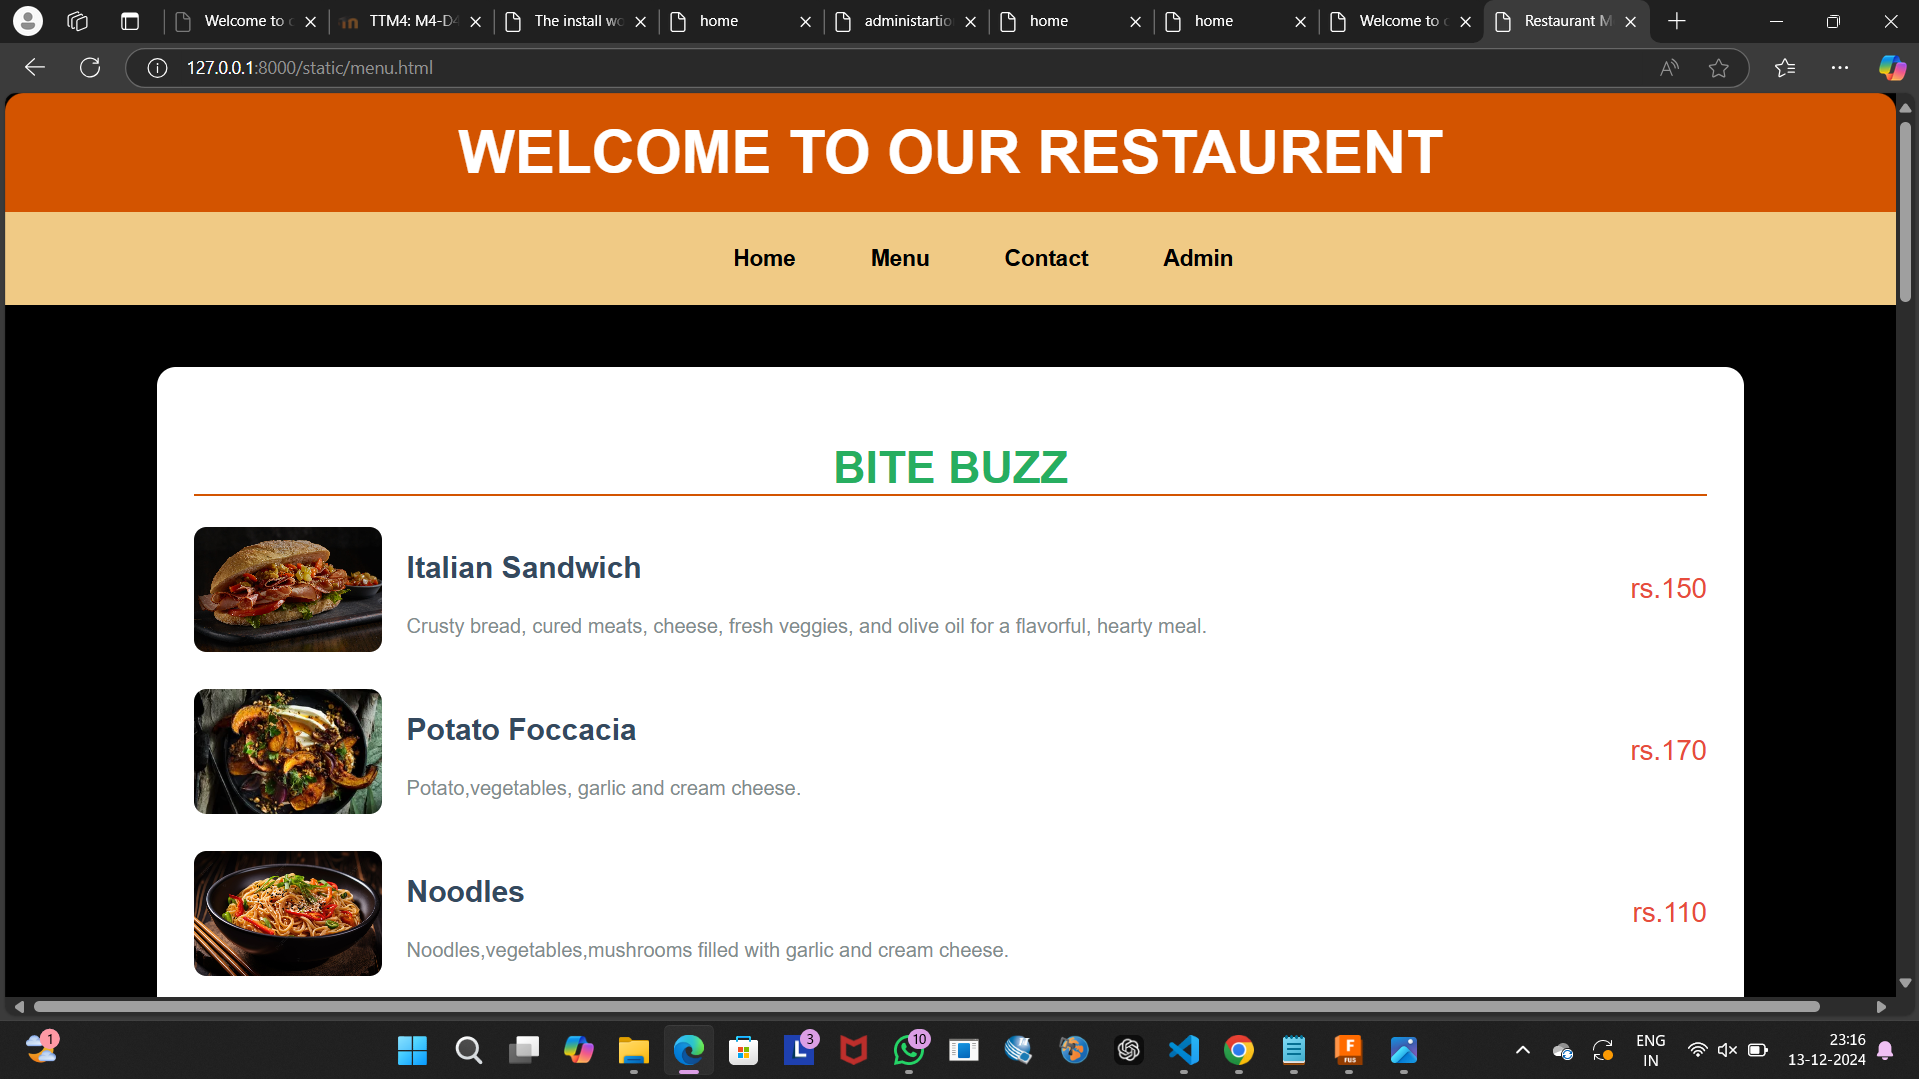 Welcome to
TTM4: M4-D4
The install wo
home
administartio
home
home
Welcome to
Restaurant M
127.0.0.1:8000/static/menu.html
WELCOME TO OUR RESTAURENT
Home Menu Contact Admin
BITE BUZZ
Italian Sandwich
rs.150
Crusty bread, cured meats, cheese, fresh veggies, and olive oil for a flavorful, hearty meal.
Potato Foccacia
rs.170
Potato,vegetables, garlic and cream cheese.
Noodles
rs.110
Noodles,vegetables,mushrooms filled with garlic and cream cheese.
1
L 3
10
FUS
ENG
IN
23:16
13-12-2024